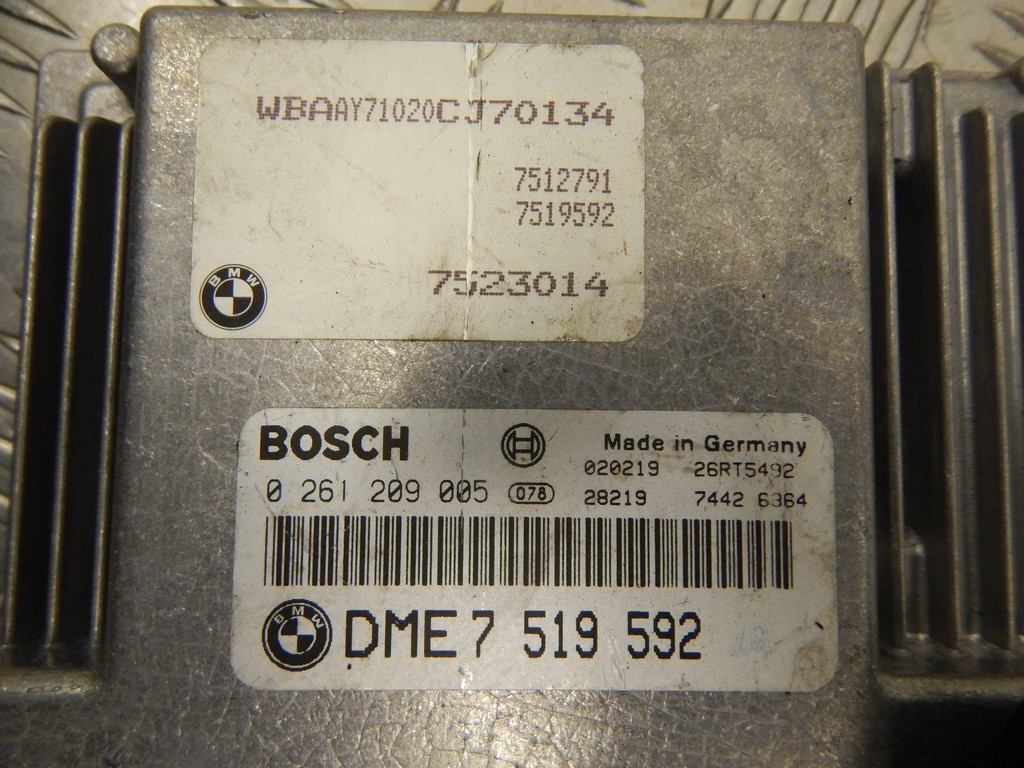 WBAAY71020CJ70134
7512791
7519592
7523014
BMW
BOSCH
Made in Germany
020219 26RT5492
0 261 209 005 078
28219 7442 6364
BMW
DME 7 519 592